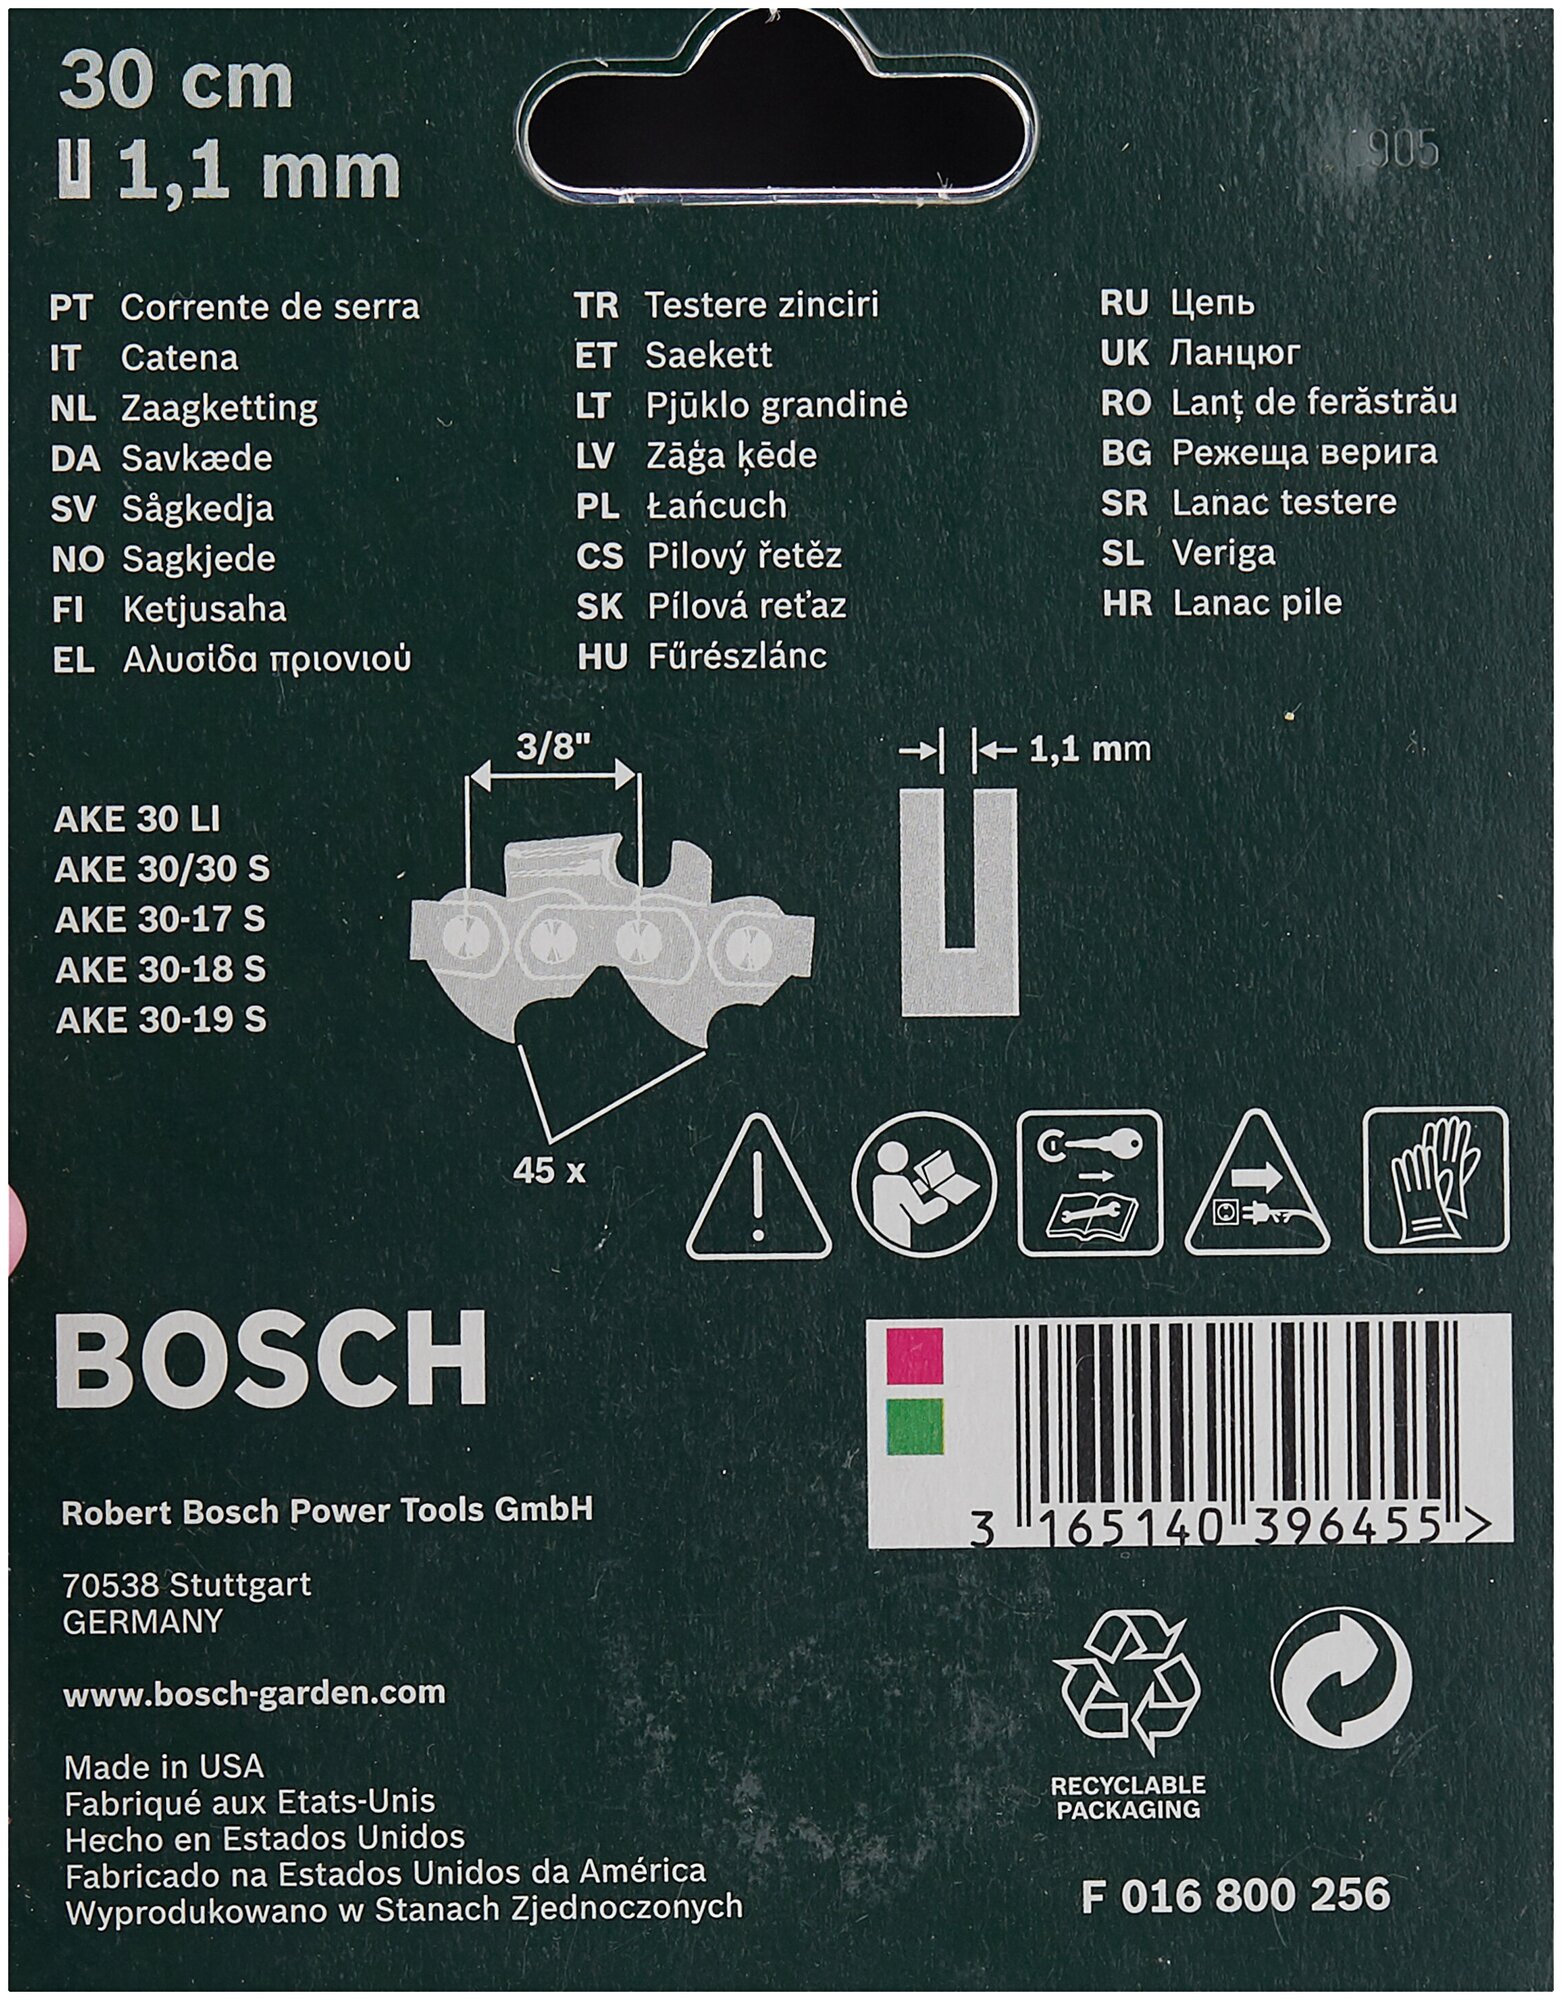 30 cm
1,1 mm
905
PT Corrente de serra
IT Catena
NL Zaagketting
DA Savkæde
SV Sågkedja
NO Sagkjede
FI Ketjusaha
EL Αλυσίδα πριονιού
TR Testere zinciri
ET Saekett
LT Pjūklo grandinė
LV Zāģa ķēde
PL Łańcuch
CS Pilový řetěz
SK Pílová reťaz
HU Fűrészlánc
RU Цепь
UK Ланцюг
RO Lanţ de ferăstrău
BG Режеща верига
SR Lanac testere
SL Veriga
HR Lanac pile
3/8"
1,1 mm
AKE 30 LI
AKE 30/30 S
AKE 30-17 S
AKE 30-18 S
AKE 30-19 S
45 x
BOSCH
3 165140 396455 >
Robert Bosch Power Tools GmbH
70538 Stuttgart
GERMANY
www.bosch-garden.com
Made in USA
Fabriqué aux Etats-Unis
Hecho en Estados Unidos
Fabricado na Estados Unidos da América
Wyprodukowano w Stanach Zjednoczonych
RECYCLABLE
PACKAGING
F 016 800 256